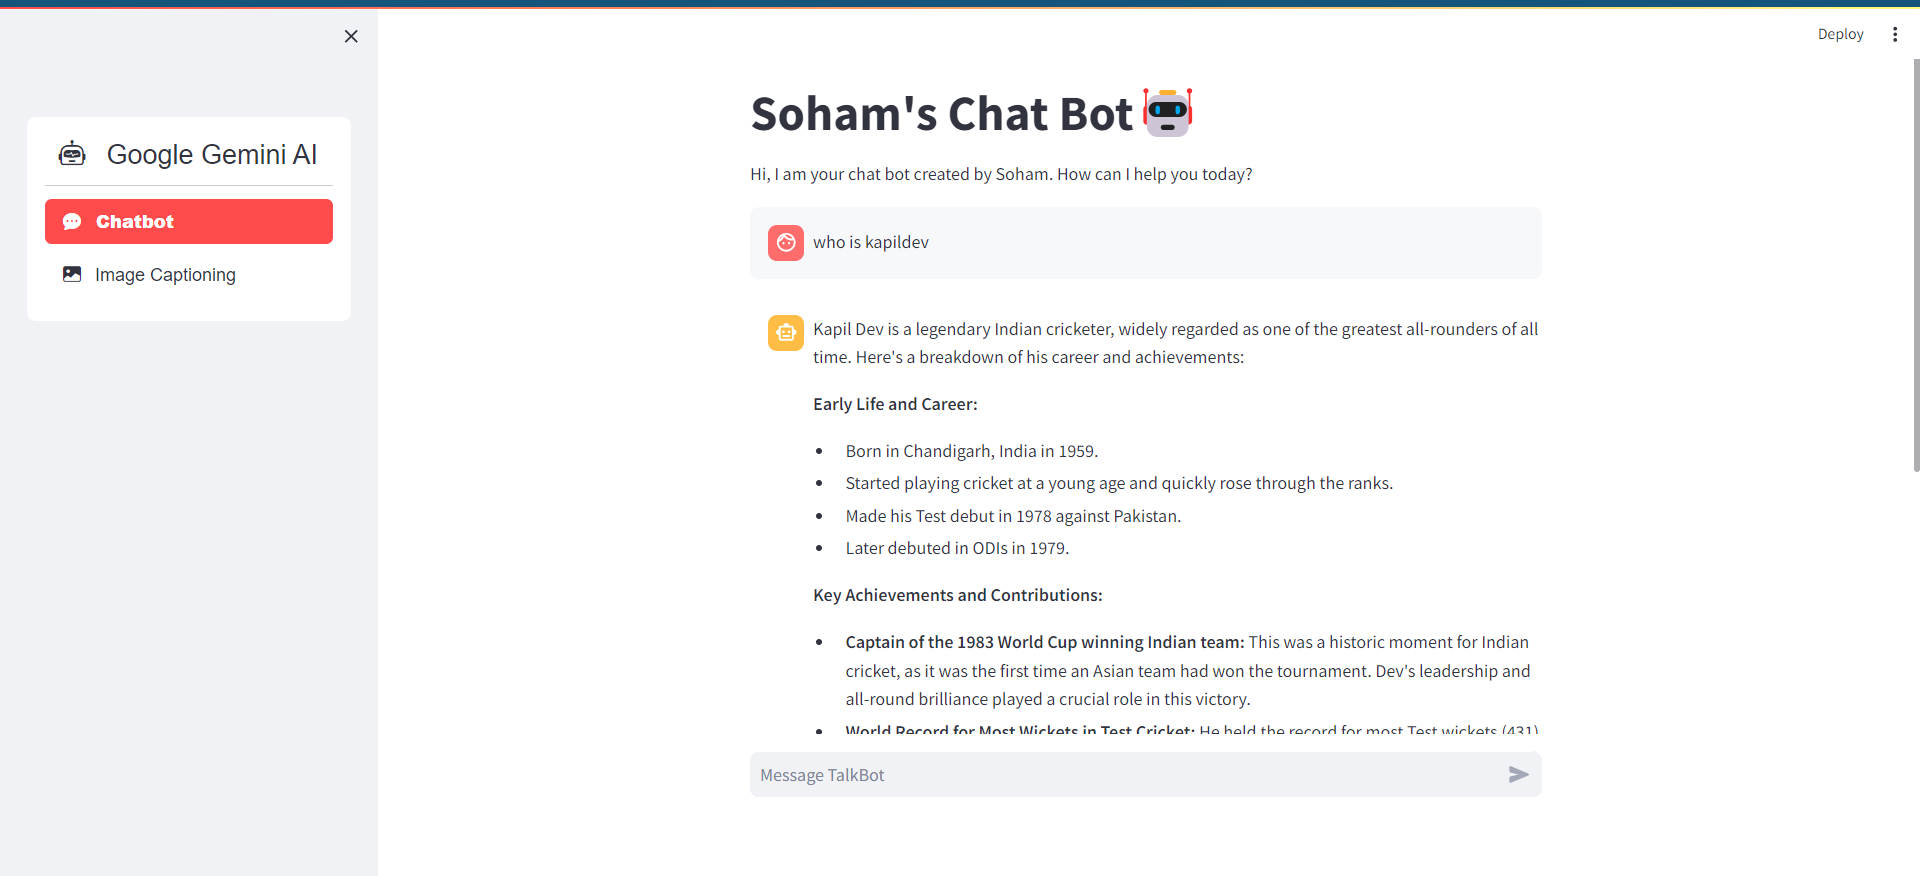 Deploy
Google Gemini AI
Chatbot
Image Captioning
Soham's Chat Bot
Hi, I am your chat bot created by Soham. How can I help you today?
who is kapildev
Kapil Dev is a legendary Indian cricketer, widely regarded as one of the greatest all-rounders of all
time. Here's a breakdown of his career and achievements:
Early Life and Career:
• Born in Chandigarh, India in 1959.
• Started playing cricket at a young age and quickly rose through the ranks.
• Made his Test debut in 1978 against Pakistan.
• Later debuted in ODIs in 1979.
Key Achievements and Contributions:
• Captain of the 1983 World Cup winning Indian team: This was a historic moment for Indian
cricket, as it was the first time an Asian team had won the tournament. Dev's leadership and
all-round brilliance played a crucial role in this victory.
• World Record for Most Wickets in Test Cricket: He held the record for most Test wickets (431)
Message TalkBot